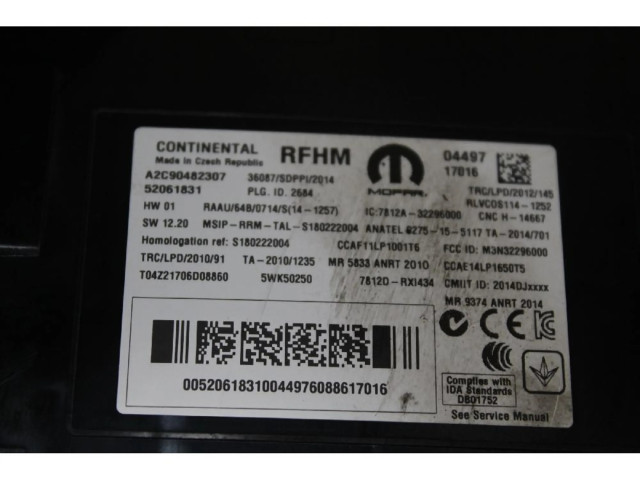 CONTINENTAL RFHM 04497
Made in Czech Republic 17016
A2C90482307 36087/SDPPI/2014 MOPAR TRC/LPD/2012/145
52061831 PLG. ID. 2684 RLVCOS114-1252
HW 01 RAAU/64B/0714/S(14-1257) IC:7812A-32296000 CNC H-14667
SW 12.20 MSIP-RRM-TAL-S180222004 ANATEL 0275-15-5117 TA-2014/701
Homologation ref: S180222004 CCAF11LP1001T6 FCC ID: M3N32296000
TRC/LPD/2010/91 TA-2010/1235 MR 5833 ANRT 2010 CCAE14LP1650T5
T04Z21706D08860 5WK50250 7812D-RXI434 CMIIT ID: 2014DJxxxx
MR 9374 ANRT 2014
005206183100449760886​17016
Complies with
IDA Standards
DB01752
See Service Manual